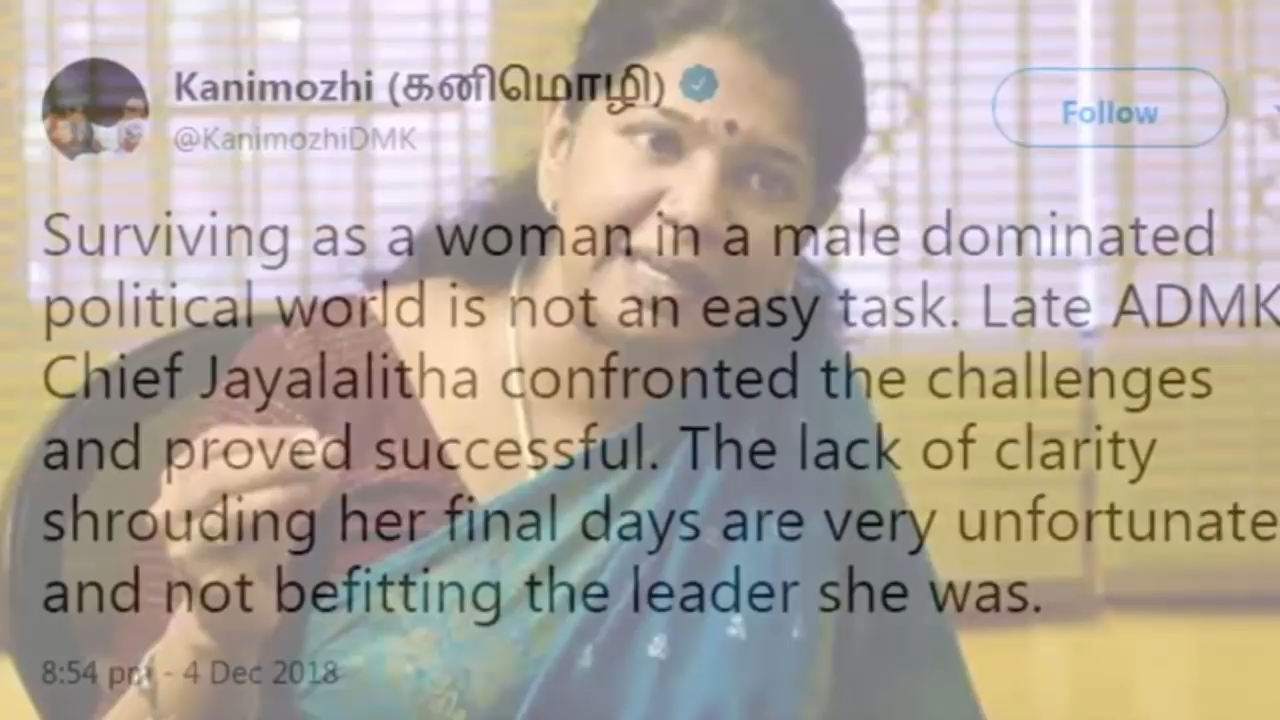 Kanimozhi (கனிமொழி)
@KanimozhiDMK
Follow
Surviving as a woman in a male dominated
political world is not an easy task. Late ADMK
Chief Jayalalitha confronted the challenges
and proved successful. The lack of clarity
shrouding her final days are very unfortunate
and not befitting the leader she was.
8:54 pm - 4 Dec 2018